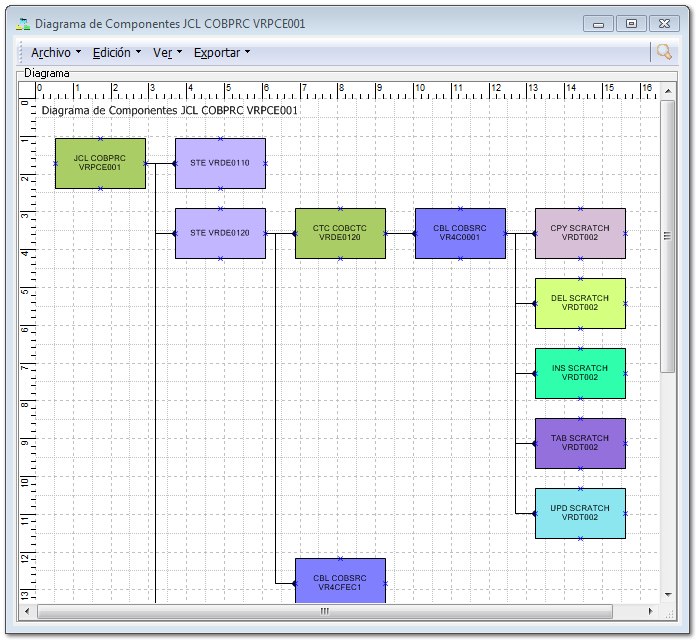 Diagrama de Componentes JCL COBPRC VRPCE001
Archivo Edición Ver Exportar
Diagrama
0 1 2 3 4 5 6 7 8 9 10 11 12 13 14 15 16
0
1
2
3
4
5
6
7
8
9
10
11
12
13
Diagrama de Componentes JCL COBPRC VRPCE001
JCL COBPRC
VRPCE001
STE VRDE0110
STE VRDE0120
CTC COBCTC
VRDE0120
CBL COBSRC
VR4C0001
CPY SCRATCH
VRDT002
DEL SCRATCH
VRDT002
INS SCRATCH
VRDT002
TAB SCRATCH
VRDT002
UPD SCRATCH
VRDT002
CBL COBSRC
VR4CFEC1